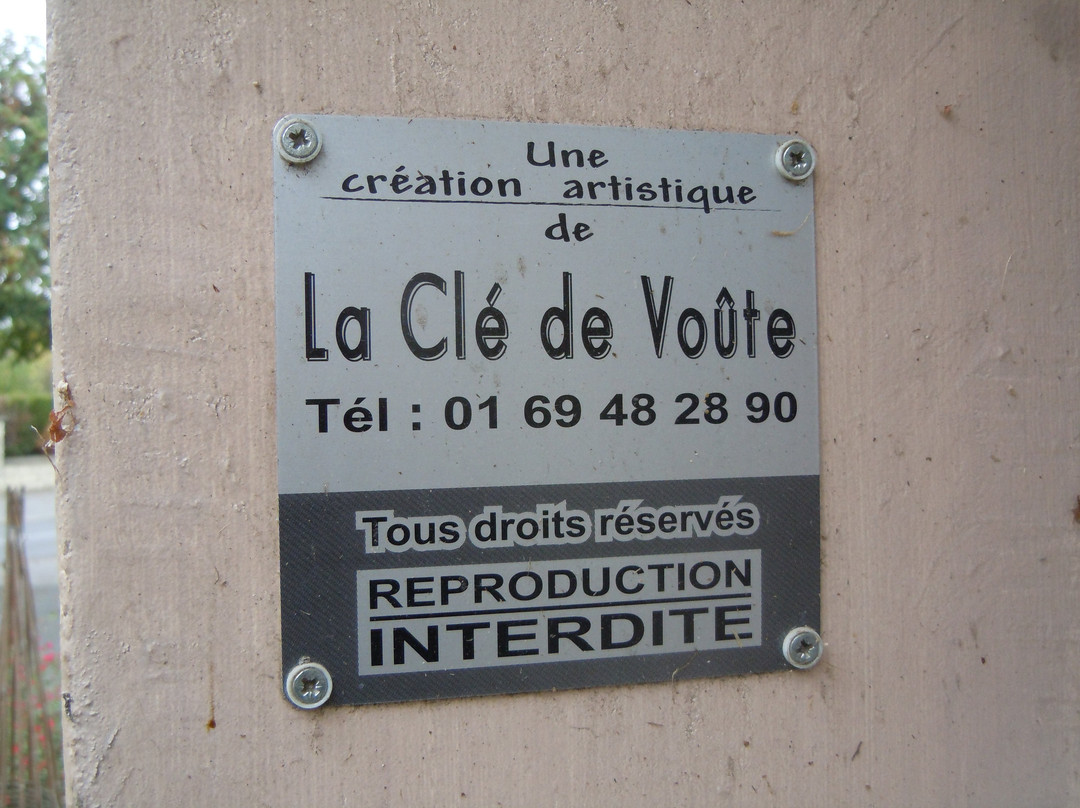 Une
création artistique
de
La Clé de Voûte
Tél : 01 69 48 28 90
Tous droits réservés
REPRODUCTION
INTERDITE